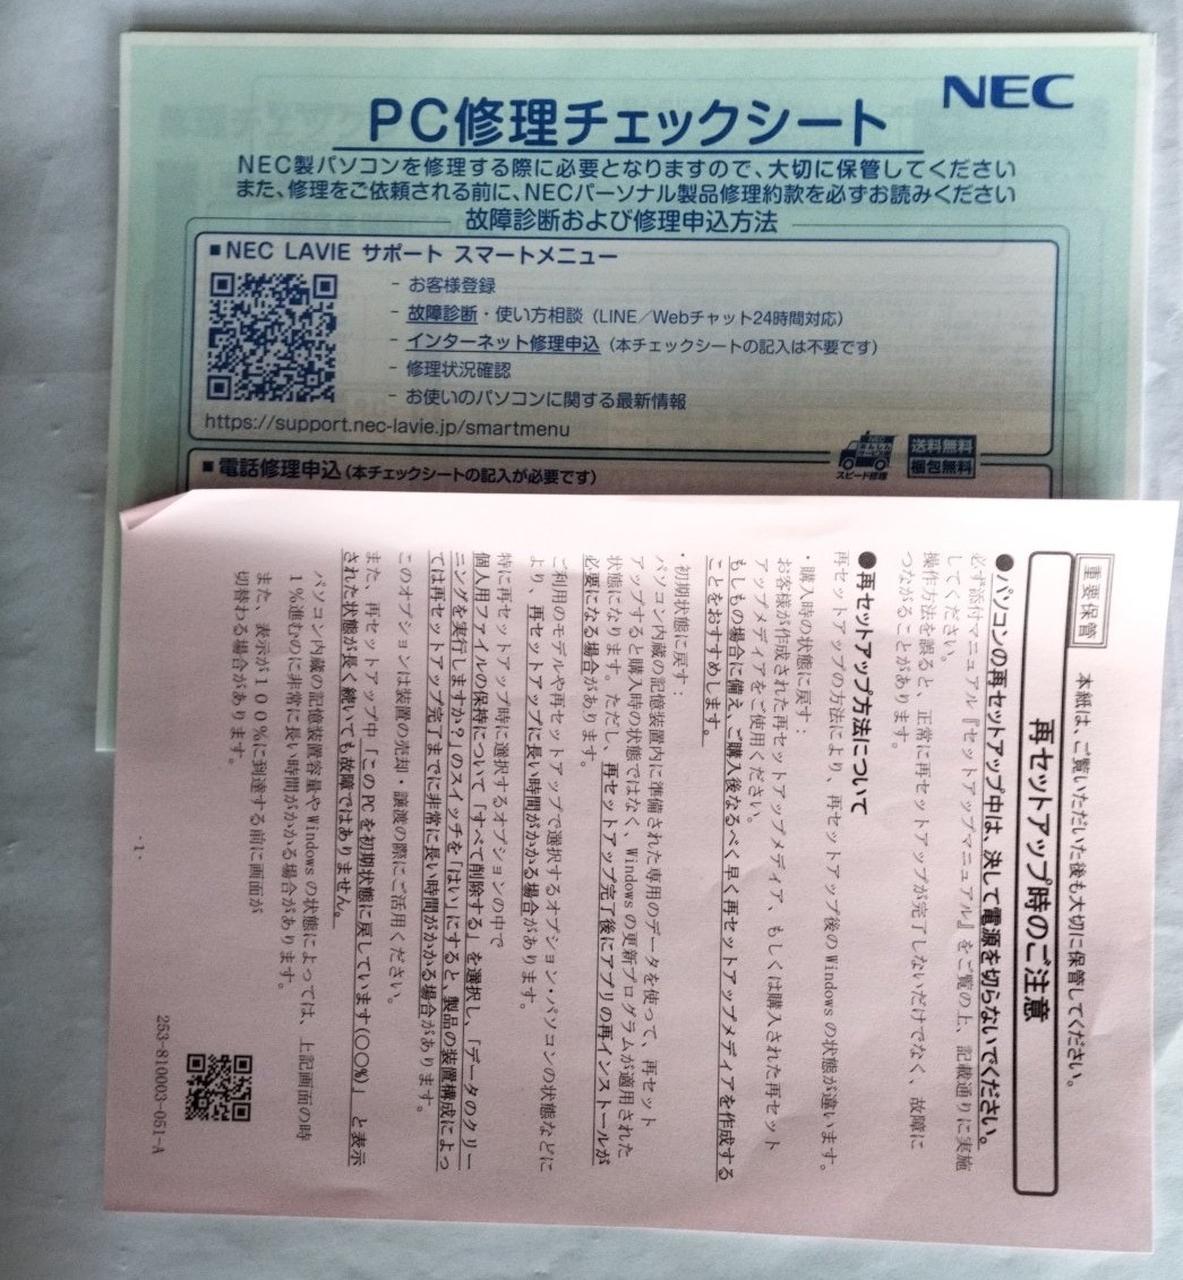 NEC
PC修理チェックシート
NEC製パソコンを修理する際に必要となりますので、大切に保管してください
また、修理をご依頼される前に、NECパーソナル製品修理約款を必ずお読みください
故障診断および修理申込方法
■NEC LAVIE サポート スマートメニュー
- お客様登録
- 故障診断・使い方相談（LINE／Webチャット24時間対応）
- インターネット修理申込（本チェックシートの記入は不要です）
- 修理状況確認
- お使いのパソコンに関する最新情報
https://support.nec-lavie.jp/smartmenu
■電話修理申込（本チェックシートの記入が必要です）
NEC
スピード修理
送料無料
梱包無料
重要保管
本紙は、ご覧いただいた後も大切に保管してください。
再セットアップ時のご注意
●パソコンの再セットアップ中は、決して電源を切らないでください。
必ず添付マニュアル『セットアップマニュアル』をご覧の上、記載通りに実施
してください。
操作方法を誤ると、正常に再セットアップが完了しないだけでなく、故障に
つながることがあります。
●再セットアップ方法について
再セットアップの方法により、再セットアップ後の Windows の状態が違います。
・購入時の状態に戻す：
お客様が作成された再セットアップメディア、もしくは購入された再セット
アップメディアをご使用ください。
もしもの場合に備え、ご購入後なるべく早く再セットアップメディアを作成する
ことをおすすめします。
・初期状態に戻す：
パソコン内蔵の記憶装置内に準備された専用のデータを使って、再セット
アップすると購入時の状態ではなく、Windows の更新プログラムが適用された
状態になります。ただし、再セットアップ完了後にアプリの再インストールが
必要になる場合があります。
ご利用のモデルや再セットアップで選択するオプション・パソコンの状態などに
より、再セットアップに長い時間がかかる場合があります。
特に再セットアップ時に選択するオプションの中で
個人用ファイルの保持について「すべて削除する」を選択し、「データのクリー
ニングを実行しますか？」のスイッチを「はい」にすると、製品の装置構成によっ
ては再セットアップ完了までに非常に長い時間がかかる場合があります。
このオプションは装置の売却・譲渡の際にご活用ください。
また、再セットアップ中「この PC を初期状態に戻しています(〇〇%)」と表示
された状態が長く続いても故障ではありません。
パソコン内蔵の記憶装置容量や Windows の状態によっては、上記画面の時
１％進むのに非常に長い時間がかかる場合があります。
また、表示が１００％に到達する前に画面が
切替わる場合があります。
253-810003-051-A
-1-